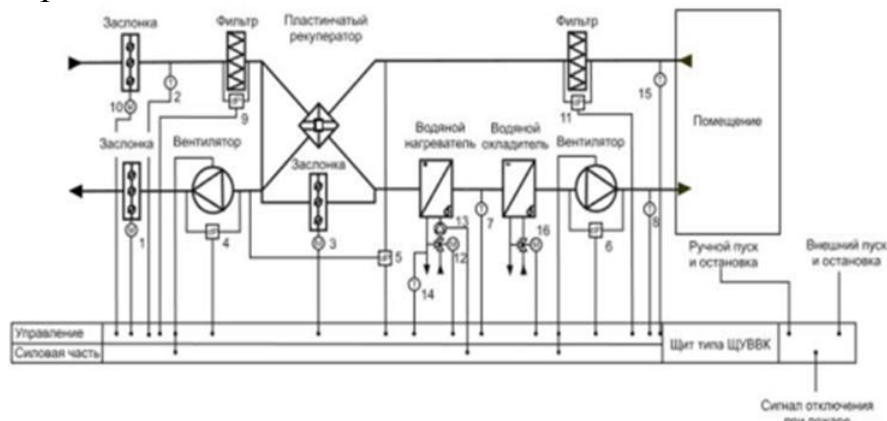 Заслонка
Фильтр
Пластинчатый
рекуператор
Фильтр
10
2
9
11
15
Помещение
Заслонка
Вентилятор
Заслонка
Водяной
нагреватель
Водяной
охладитель
Вентилятор
1
4
3
5
13
12
14
7
16
6
8
Ручной пуск
и остановка
Внешний пуск
и остановка
Управление
Силовая часть
Щит типа ЩУВВК
Сигнал отключения